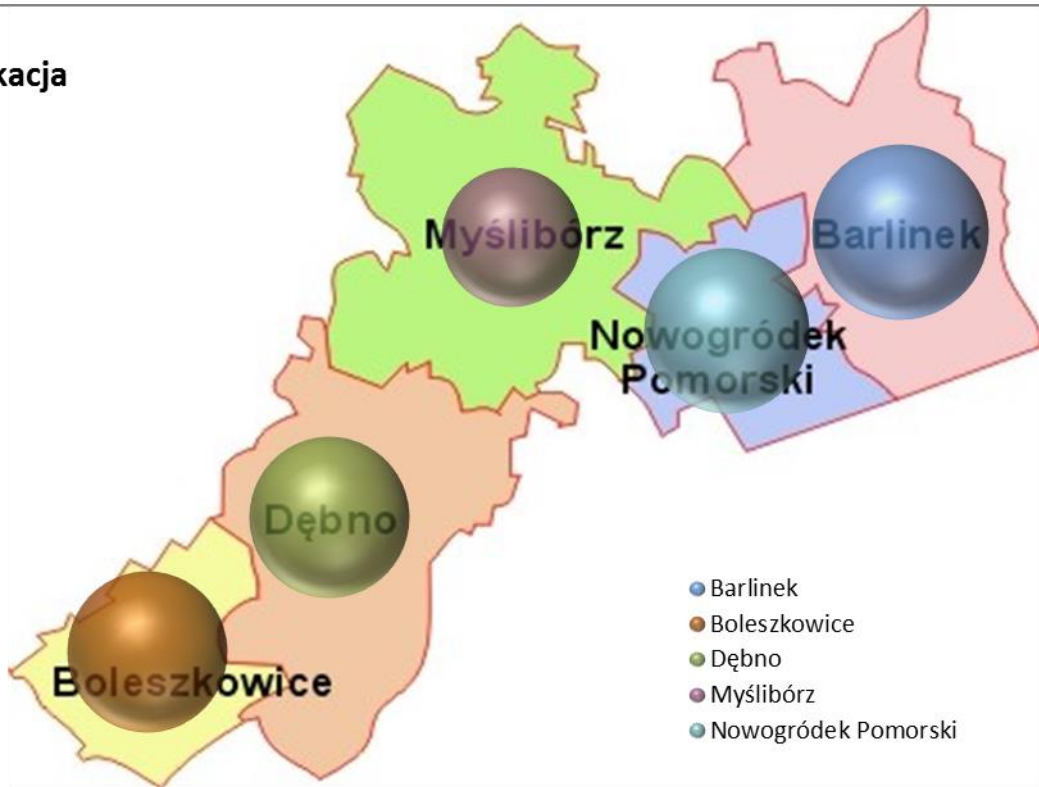 kacja
Myślibórz
Barlinek
Nowogródek
Pomorski
Dębno
Boleszkowice
Barlinek
Boleszkowice
Dębno
Myślibórz
Nowogródek Pomorski